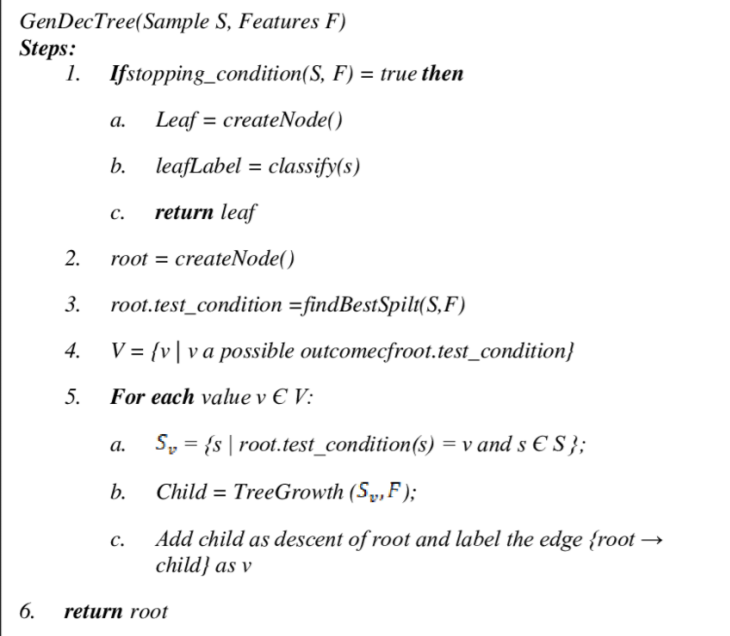 GenDecTree(Sample S, Features F)
Steps:
1. Ifstopping_condition(S, F) = true then
a. Leaf = createNode()
b. leafLabel = classify(s)
c. return leaf
2. root = createNode()
3. root.test_condition =findBestSpilt(S,F)
4. V = {v | v a possible outcomecfroot.test_condition}
5. For each value v Є V:
a. Sᵥ = {s | root.test_condition(s) = v and s Є S};
b. Child = TreeGrowth (Sᵥ,F);
c. Add child as descent of root and label the edge {root →
child} as v
6. return root